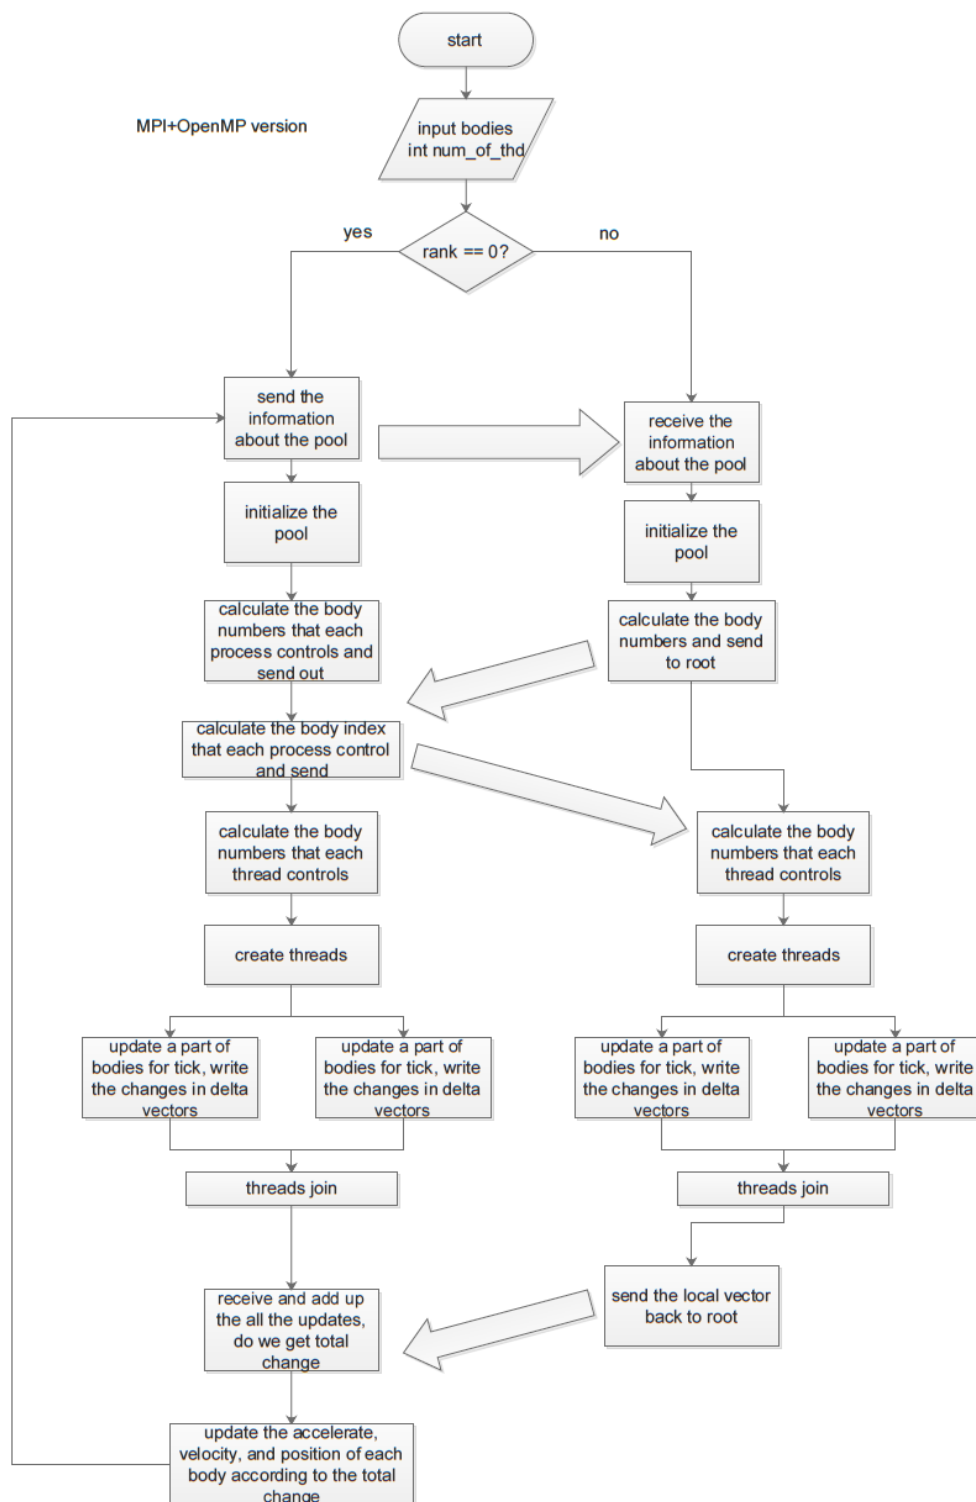 start
MPI+OpenMP version
input bodies
int num_of_thd
yes
no
rank == 0?
send the
information
about the pool
receive the
information
about the pool
initialize the
pool
initialize the
pool
calculate the body
numbers that each
process controls and
send out
calculate the body
numbers and send
to root
calculate the body index
that each process control
and send
calculate the body
numbers that each
thread controls
calculate the body
numbers that each
thread controls
create threads
create threads
update a part of
bodies for tick, write
the changes in delta
vectors
update a part of
bodies for tick, write
the changes in delta
vectors
update a part of
bodies for tick, write
the changes in delta
vectors
update a part of
bodies for tick, write
the changes in delta
vectors
threads join
threads join
receive and add up
the all the updates,
do we get total
change
send the local vector
back to root
update the accelerate,
velocity, and position of each
body according to the total
change